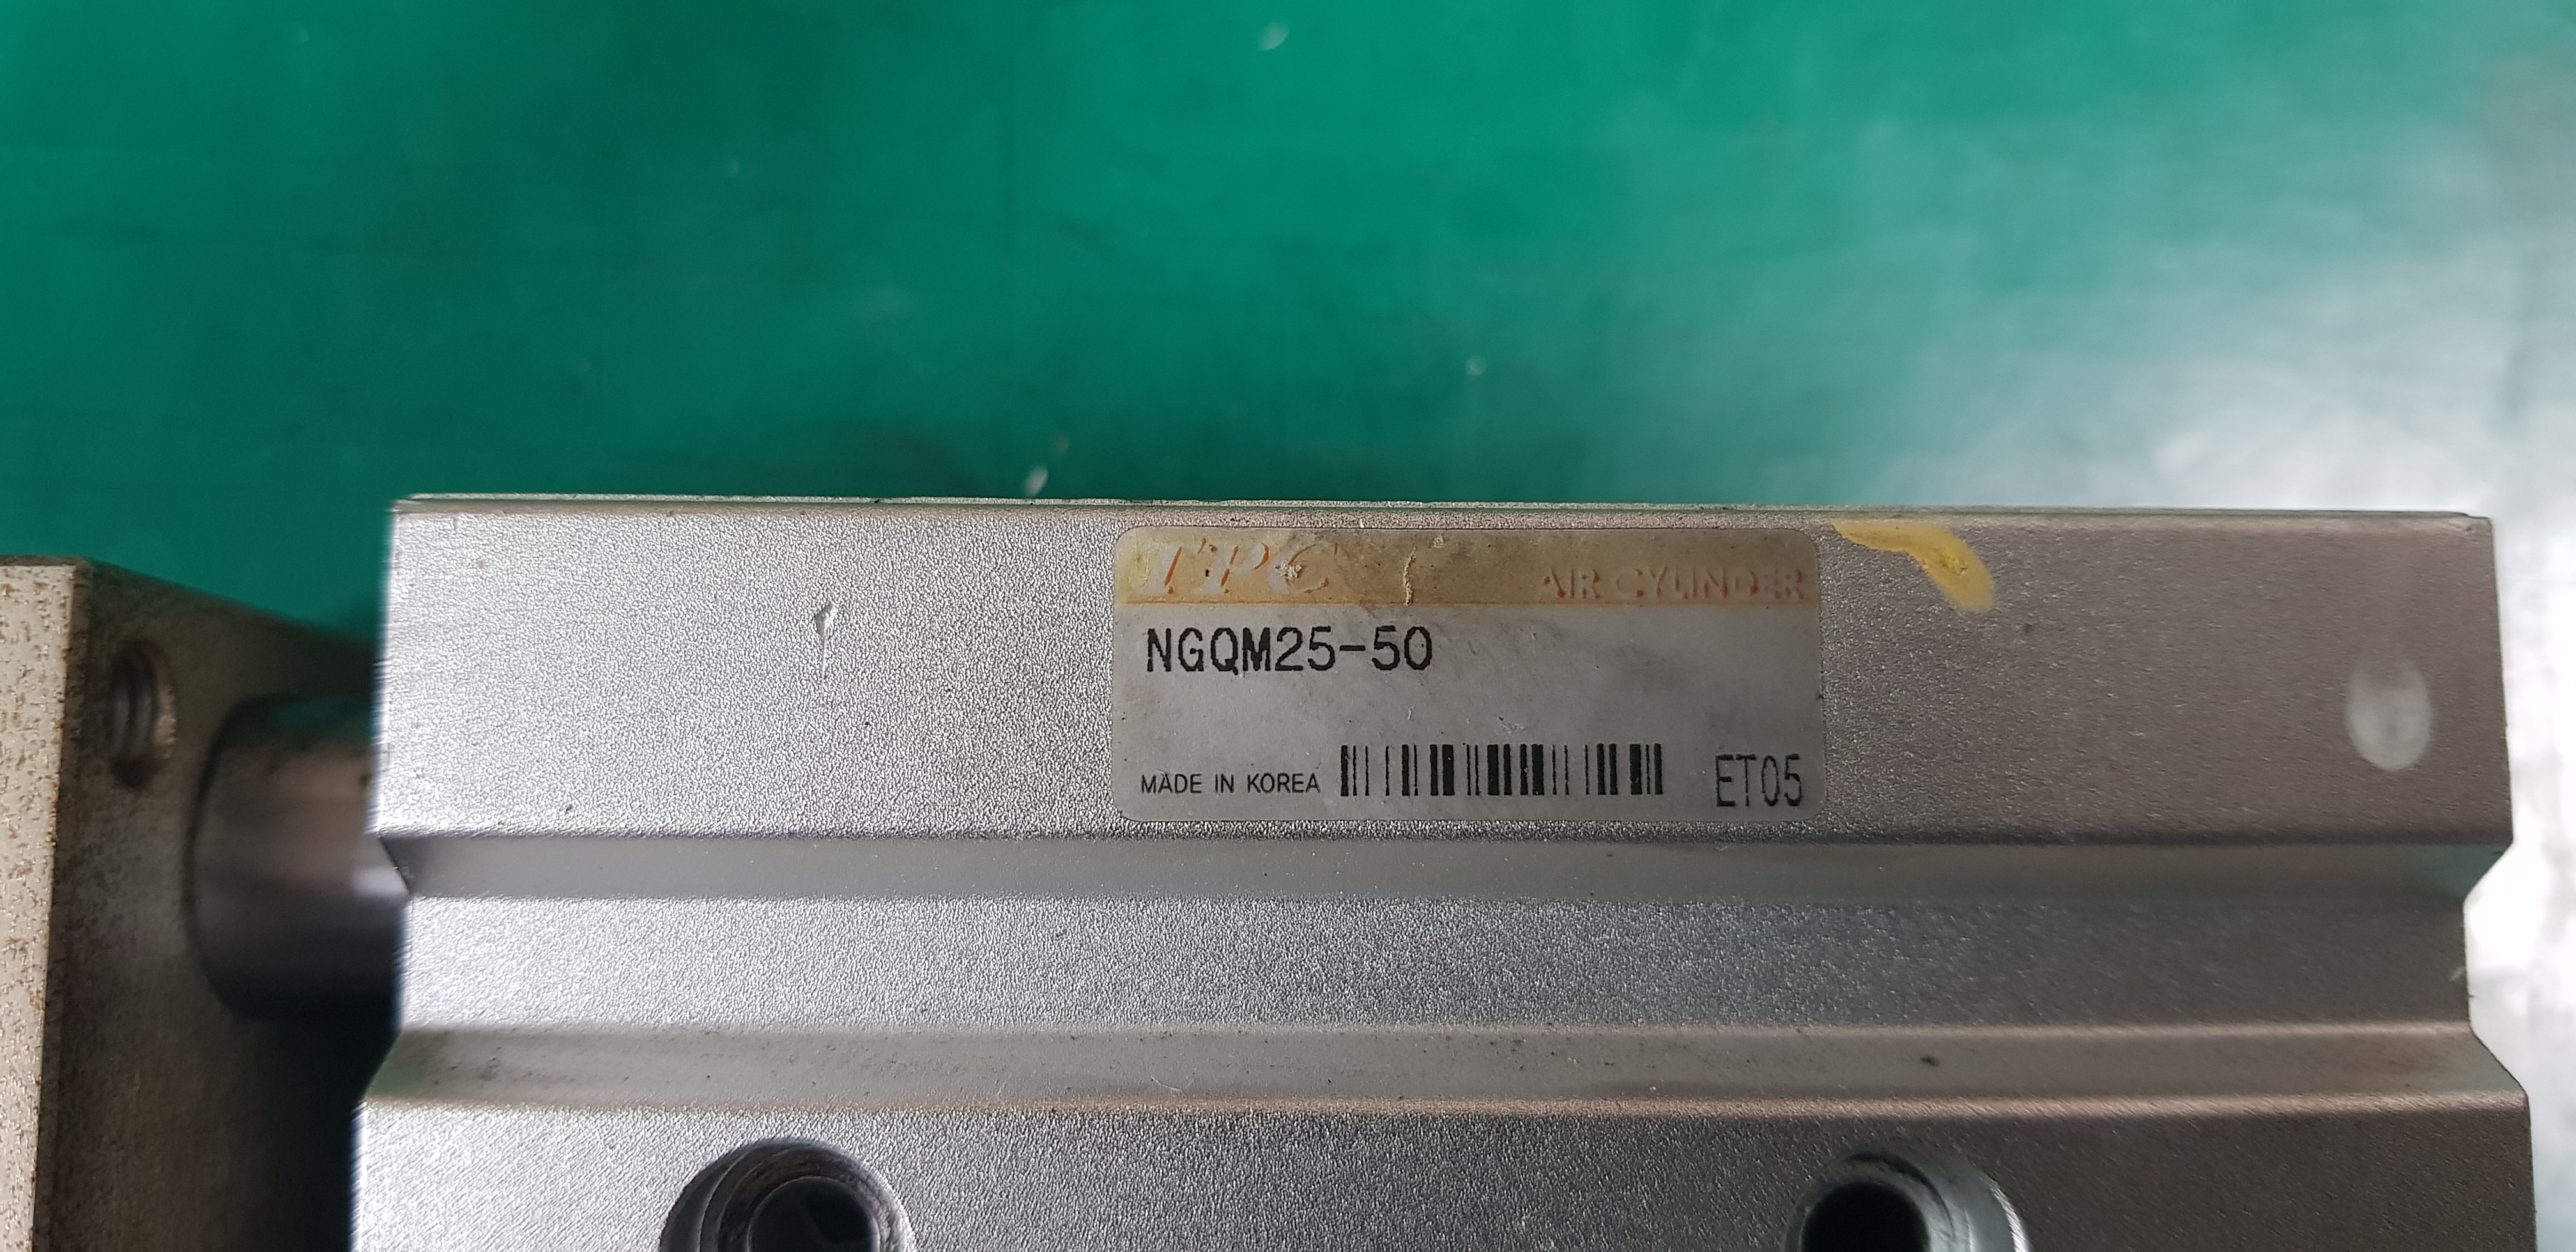 TPC AIR CYLINDER
NGQM25-50
MADE IN KOREA ET05